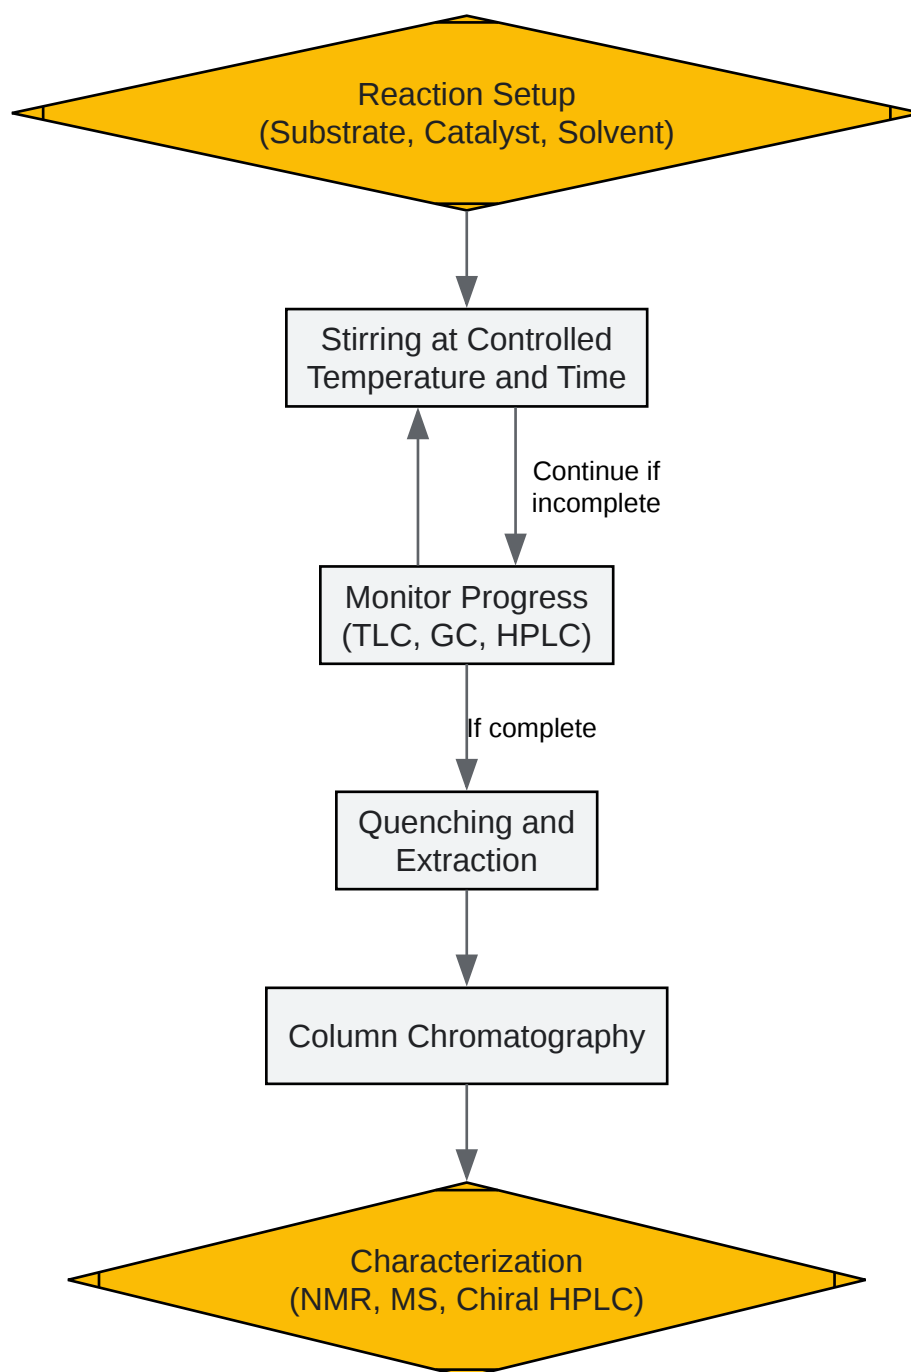 Reaction Setup
(Substrate, Catalyst, Solvent)
Stirring at Controlled
Temperature and Time
Continue if
incomplete
Monitor Progress
(TLC, GC, HPLC)
If complete
Quenching and
Extraction
Column Chromatography
Characterization
(NMR, MS, Chiral HPLC)